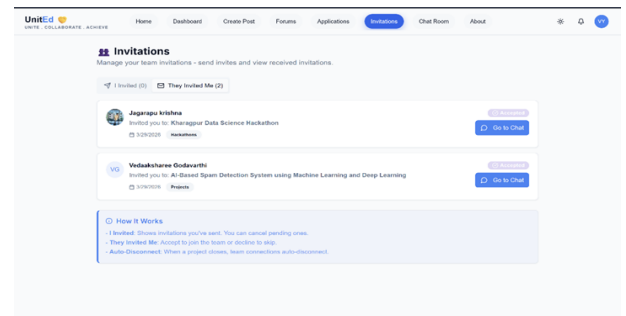 UnitEd
UNITE . COLLABORATE . ACHIEVE
Home
Dashboard
Create Post
Forums
Applications
Invitations
Chat Room
About
VY
Invitations
Manage your team invitations - send invites and view received invitations.
I Invited (0)
They Invited Me (2)
Jagarapu krishna
Invited you to: Kharagpur Data Science Hackathon
3/29/2026
Hackathons
Accepted
Go to Chat
VG
Vedaaksharee Godavarthi
Invited you to: AI-Based Spam Detection System using Machine Learning and Deep Learning
3/29/2026
Projects
Accepted
Go to Chat
How It Works
- I Invited: Shows invitations you've sent. You can cancel pending ones.
- They Invited Me: Accept to join the team or decline to skip.
- Auto-Disconnect: When a project closes, team connections auto-disconnect.